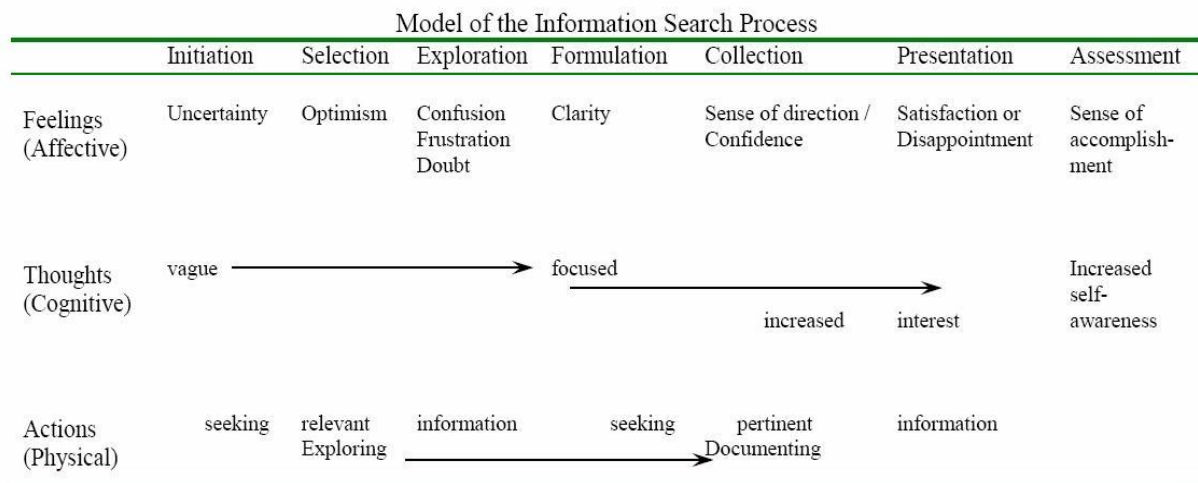 Model of the Information Search Process
Initiation Selection Exploration Formulation Collection Presentation Assessment
Feelings (Affective) Uncertainty Optimism Confusion Frustration Doubt Clarity Sense of direction / Confidence Satisfaction or Disappointment Sense of accomplish-ment
Thoughts (Cognitive) vague focused Increased self-awareness
increased interest
Actions (Physical) seeking relevant information seeking pertinent information
Exploring Documenting